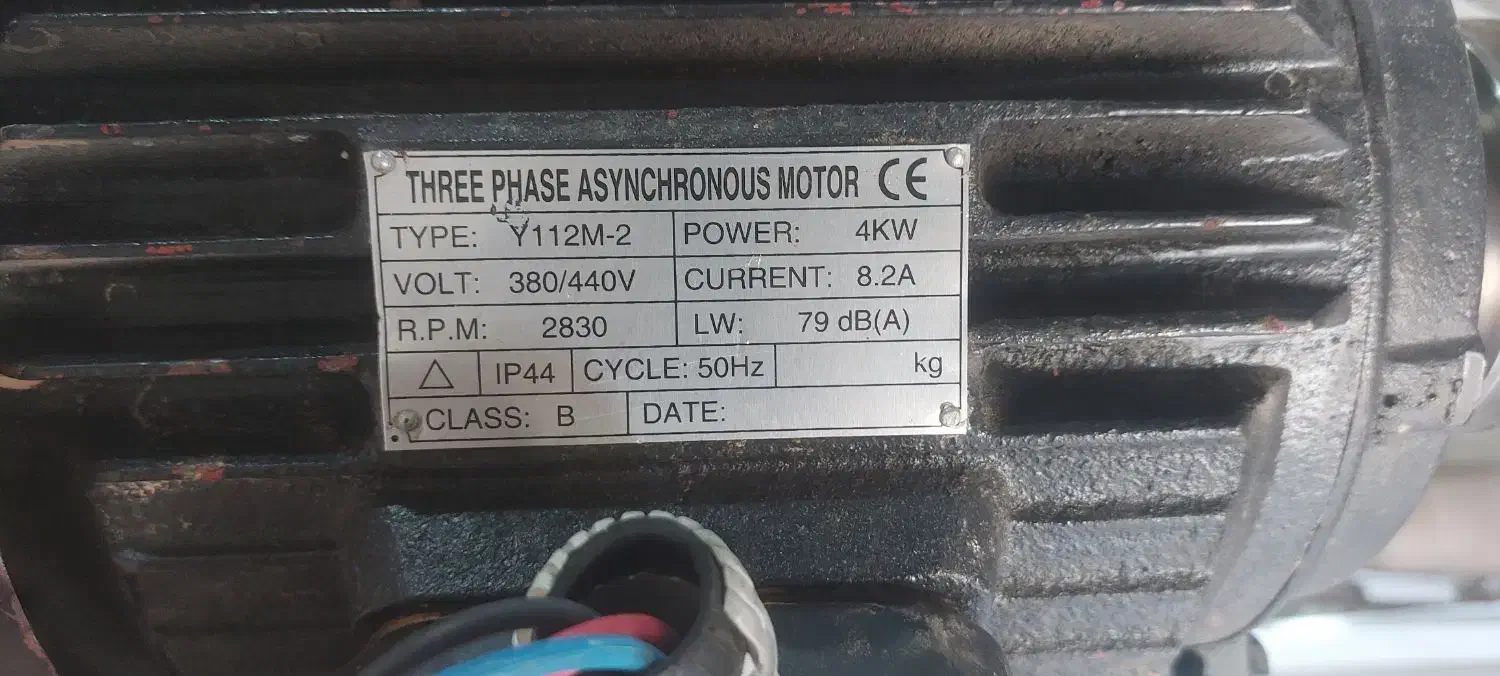 THREE PHASE ASYNCHRONOUS MOTOR CE
TYPE: Y112M-2 POWER: 4KW
VOLT: 380/440V CURRENT: 8.2A
R.P.M: 2830 LW: 79 dB(A)
△ IP44 CYCLE: 50Hz kg
CLASS: B DATE: